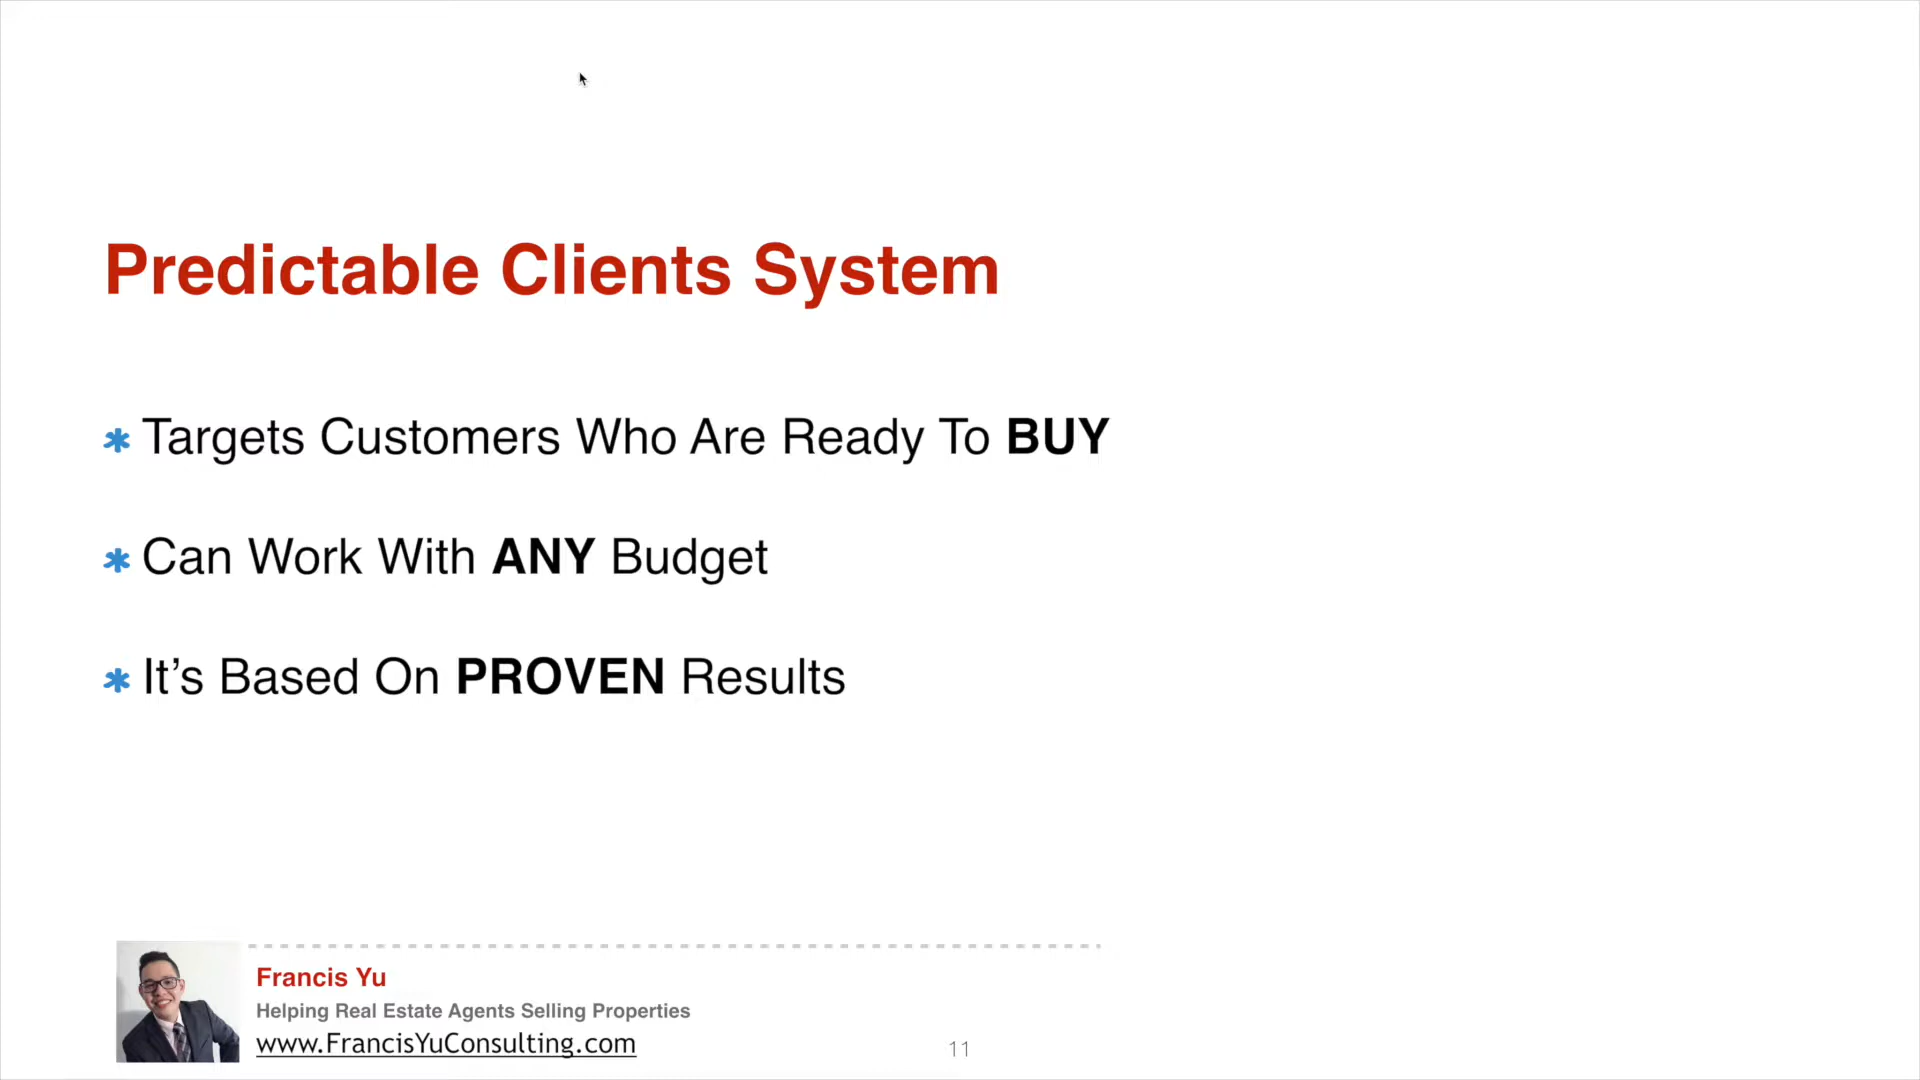 Predictable Clients System
* Targets Customers Who Are Ready To BUY
* Can Work With ANY Budget
* It’s Based On PROVEN Results
Francis Yu
Helping Real Estate Agents Selling Properties
www.FrancisYuConsulting.com
11